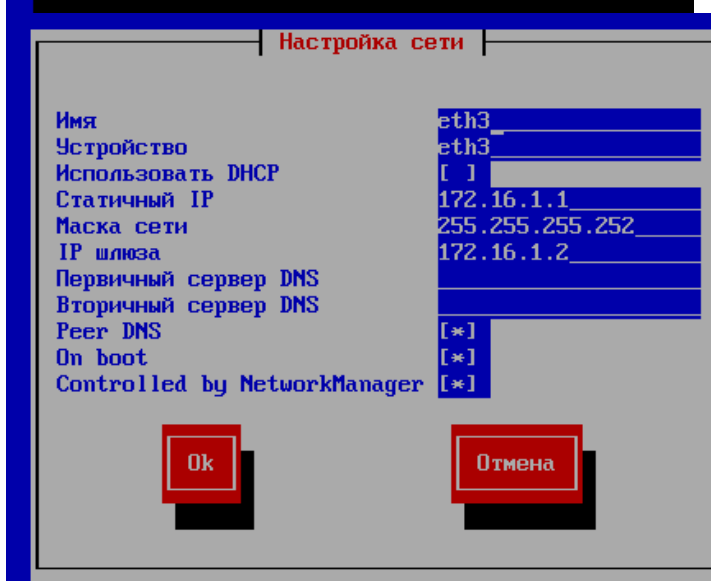 Настройка сети
Имя eth3
Устройство eth3
Использовать DHCP [ ]
Статичный IP 172.16.1.1
Маска сети 255.255.255.252
IP шлюза 172.16.1.2
Первичный сервер DNS
Вторичный сервер DNS
Peer DNS [*]
On boot [*]
Controlled by NetworkManager [*]
Ok Отмена